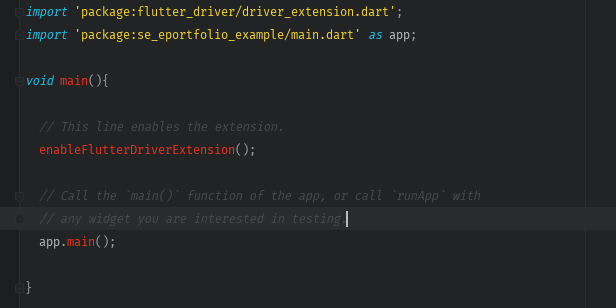 import 'package:flutter_driver/driver_extension.dart';
import 'package:se_eportfolio_example/main.dart' as app;
void main(){
// This line enables the extension.
enableFlutterDriverExtension();
// Call the `main()` function of the app, or call `runApp` with
// any widget you are interested in testing.
app.main();
}